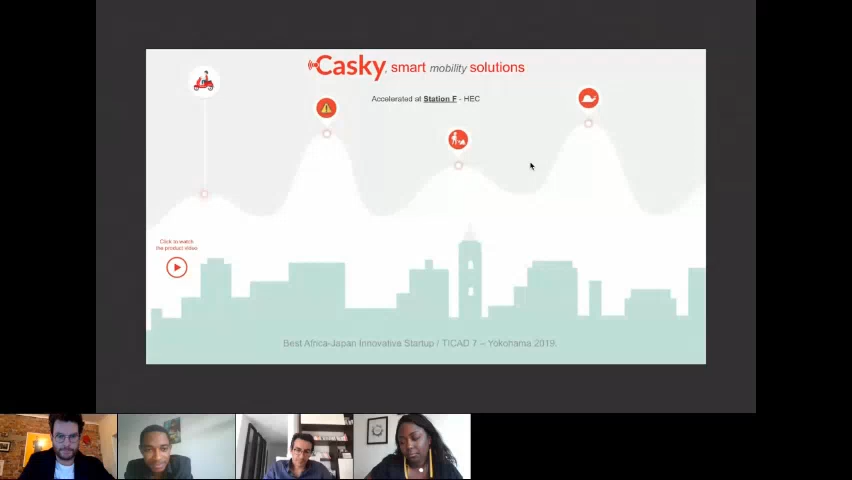 Casky, smart mobility solutions
Accelerated at Station F - HEC
Click to watch
the product video
Best Africa-Japan Innovative Startup / TICAD 7 – Yokohama 2019.